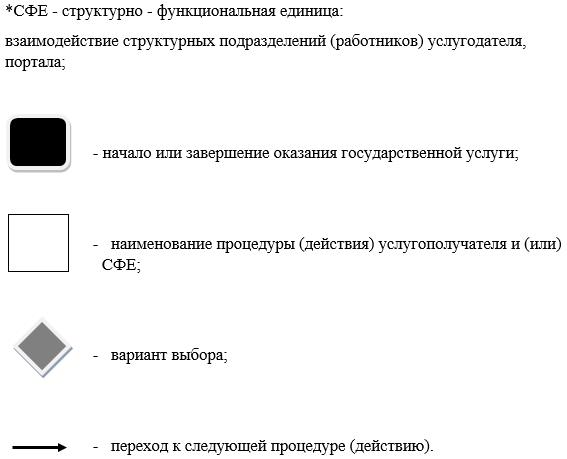 *СФЕ - структурно - функциональная единица:
взаимодействие структурных подразделений (работников) услугодателя,
портала;
- начало или завершение оказания государственной услуги;
- наименование процедуры (действия) услугополучателя и (или)
СФЕ;
- вариант выбора;
- переход к следующей процедуре (действию).